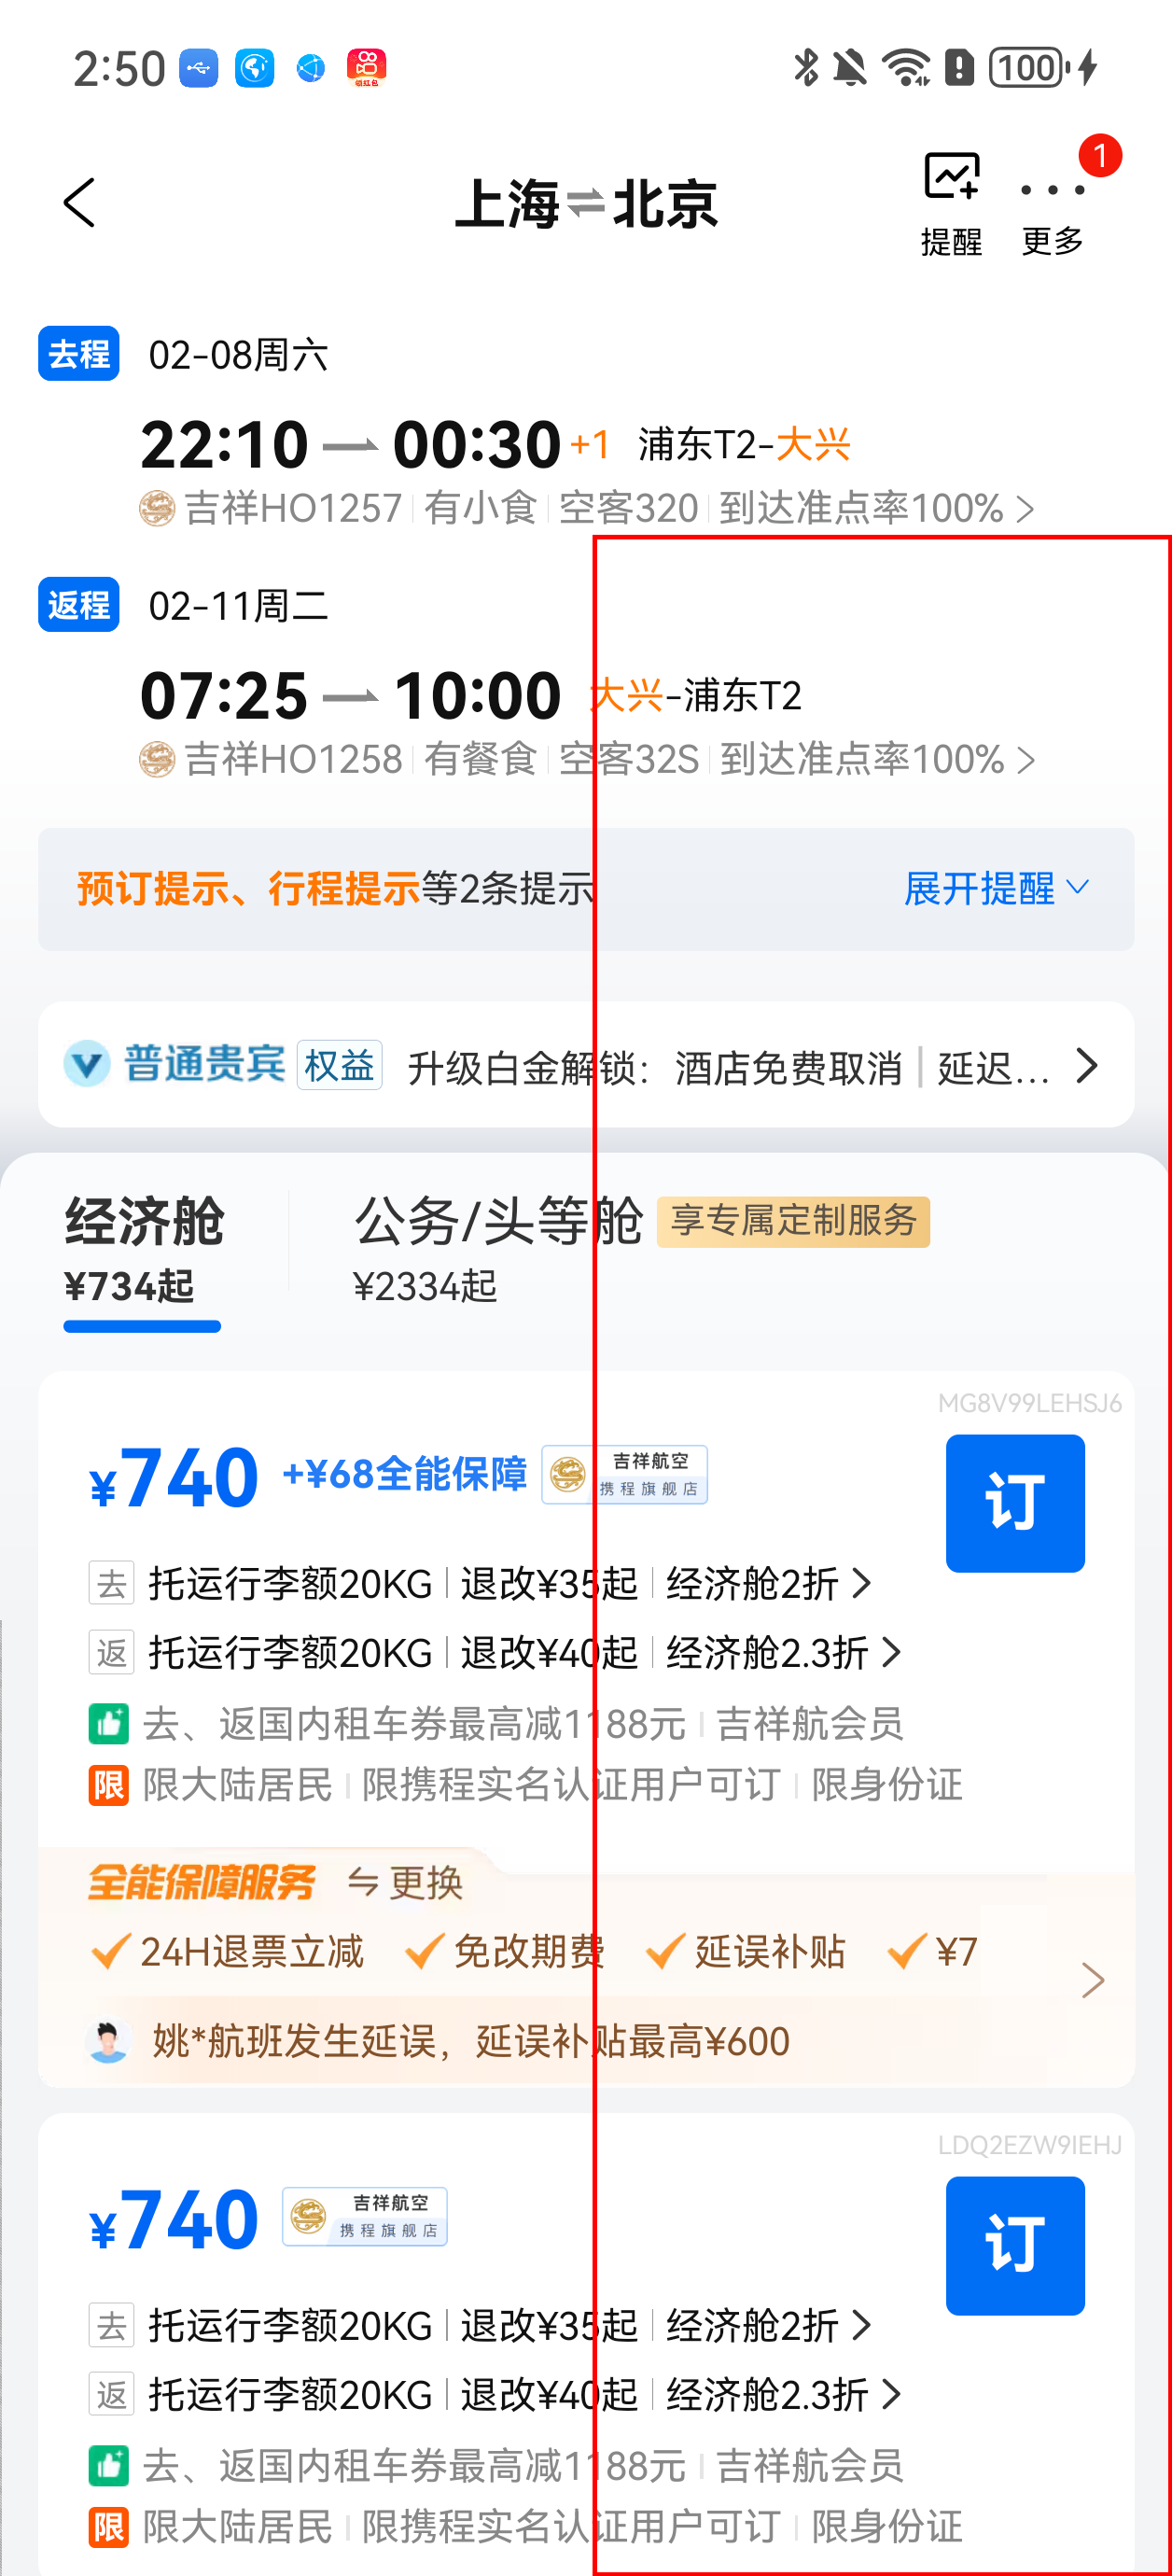 2:50
领红包
100
上海⇌北京
1
提醒 更多
去程 02-08周六
22:10 00:30 +1 浦东T2-大兴
吉祥HO1257 有小食 空客320 到达准点率100% >
返程 02-11周二
07:25 10:00 大兴-浦东T2
吉祥HO1258 有餐食 空客32S 到达准点率100% >
预订提示、行程提示等2条提示 展开提醒
普通贵宾 权益 升级白金解锁：酒店免费取消 | 延迟... >
经济舱 公务/头等舱 享专属定制服务
¥734起 ¥2334起
MG8V99LEHSJ6
¥740 +¥68全能保障 吉祥航空 携程旗舰店 订
去 托运行李额20KG | 退改¥35起 | 经济舱2折 >
返 托运行李额20KG | 退改¥40起 | 经济舱2.3折 >
去、返国内租车券最高减1188元 | 吉祥航会员
限 限大陆居民 | 限携程实名认证用户可订 | 限身份证
全能保障服务 ⇋ 更换
24H退票立减 免改期费 延误补贴 ¥7 >
姚*航班发生延误，延误补贴最高¥600
LDQ2EZW9IEHJ
¥740 吉祥航空 携程旗舰店 订
去 托运行李额20KG | 退改¥35起 | 经济舱2折 >
返 托运行李额20KG | 退改¥40起 | 经济舱2.3折 >
去、返国内租车券最高减1188元 | 吉祥航会员
限 限大陆居民 | 限携程实名认证用户可订 | 限身份证